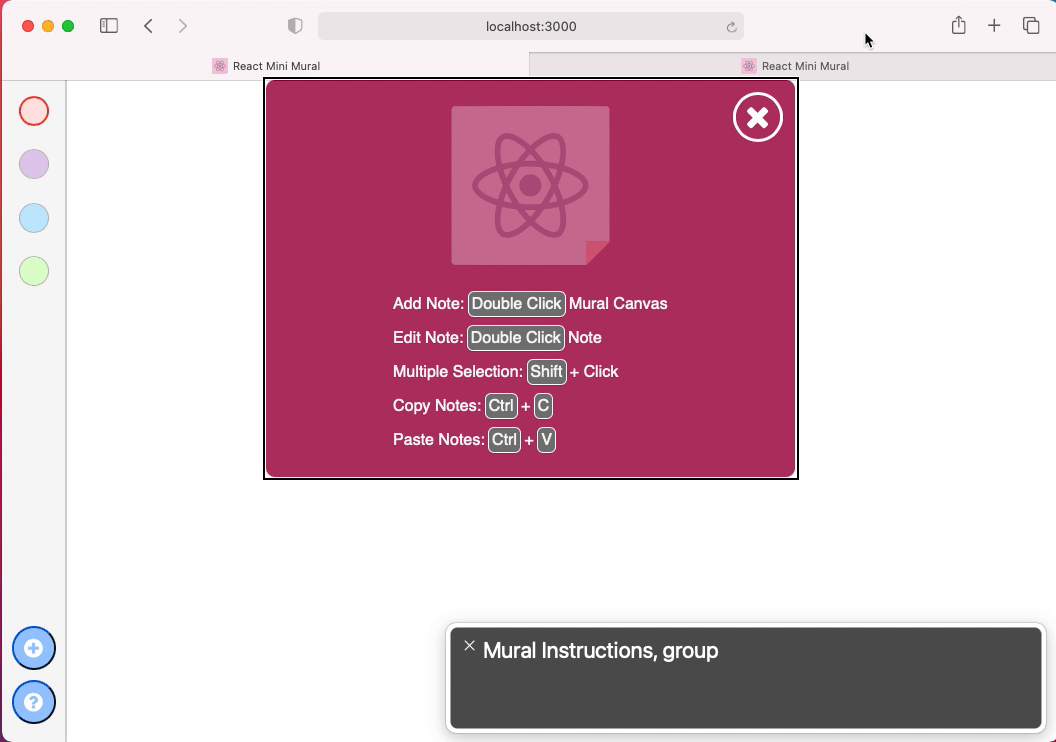 localhost:3000
React Mini Mural
React Mini Mural
Add Note: Double Click Mural Canvas
Edit Note: Double Click Note
Multiple Selection: Shift + Click
Copy Notes: Ctrl + C
Paste Notes: Ctrl + V
Mural Instructions, group